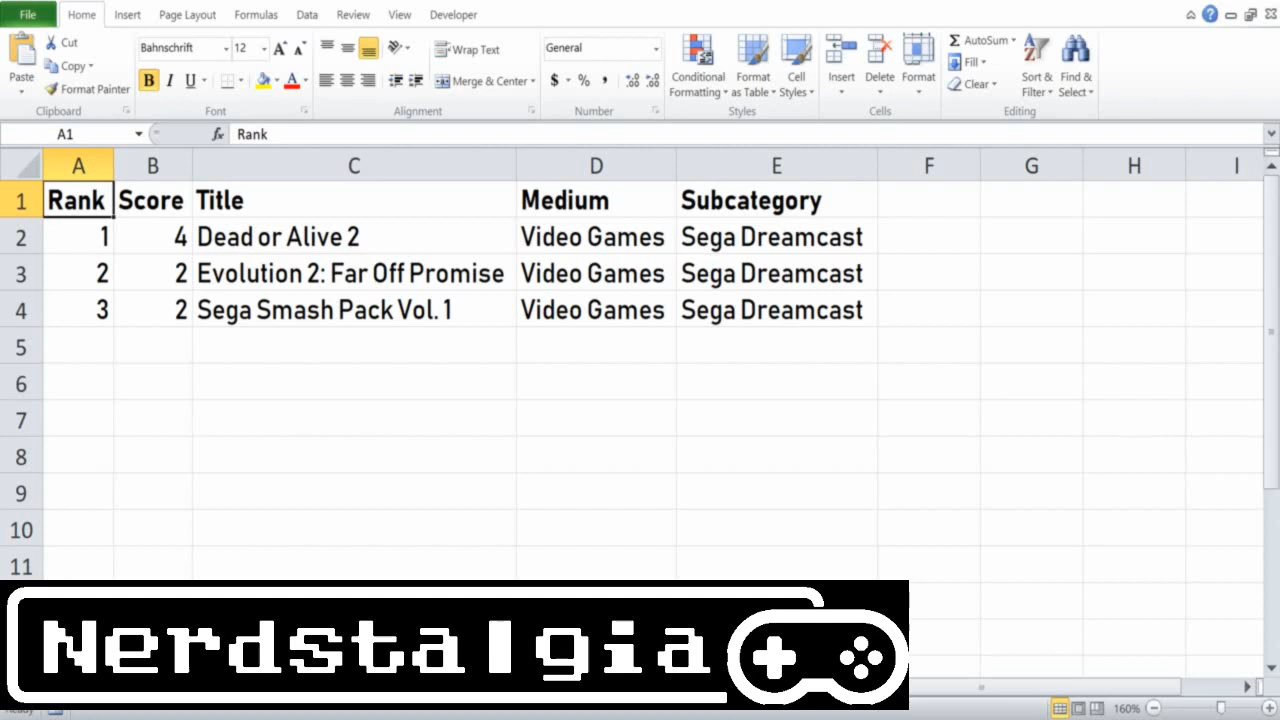 File Home Insert Page Layout Formulas Data Review View Developer
Paste Cut Copy Format Painter Clipboard
Bahnschrift 12 B I U A Font
Wrap Text Merge & Center Alignment
General $ % , Number
Conditional Formatting Format as Table Cell Styles Styles
Insert Delete Format Cells
Σ AutoSum Fill Clear Sort & Filter Find & Select Editing
A1 fx Rank
A B C D E F G H I
1 Rank Score Title Medium Subcategory
2 1 4 Dead or Alive 2 Video Games Sega Dreamcast
3 2 2 Evolution 2: Far Off Promise Video Games Sega Dreamcast
4 3 2 Sega Smash Pack Vol. 1 Video Games Sega Dreamcast
5
6
7
8
9
10
11
Nerdstalgia
160%